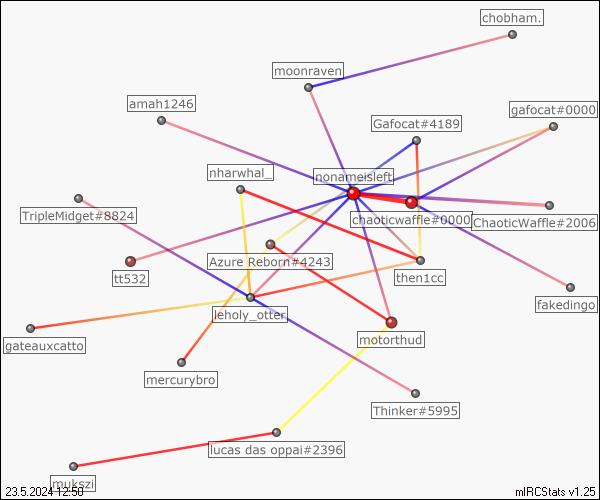 chobham.
moonraven
amah1246
gafocat#0000
Gafocat#4189
nharwhal_
nonameisleft
TripleMidget#8824
chaoticwaffle#0000
ChaoticWaffle#2006
Azure Reborn#4243
tt532
then1cc
fakedingo
leholy_otter
gateauxcatto
motorthud
mercurybro
Thinker#5995
lucas das oppai#2396
mukszi
23.5.2024 12:50
mIRCStats v1.25